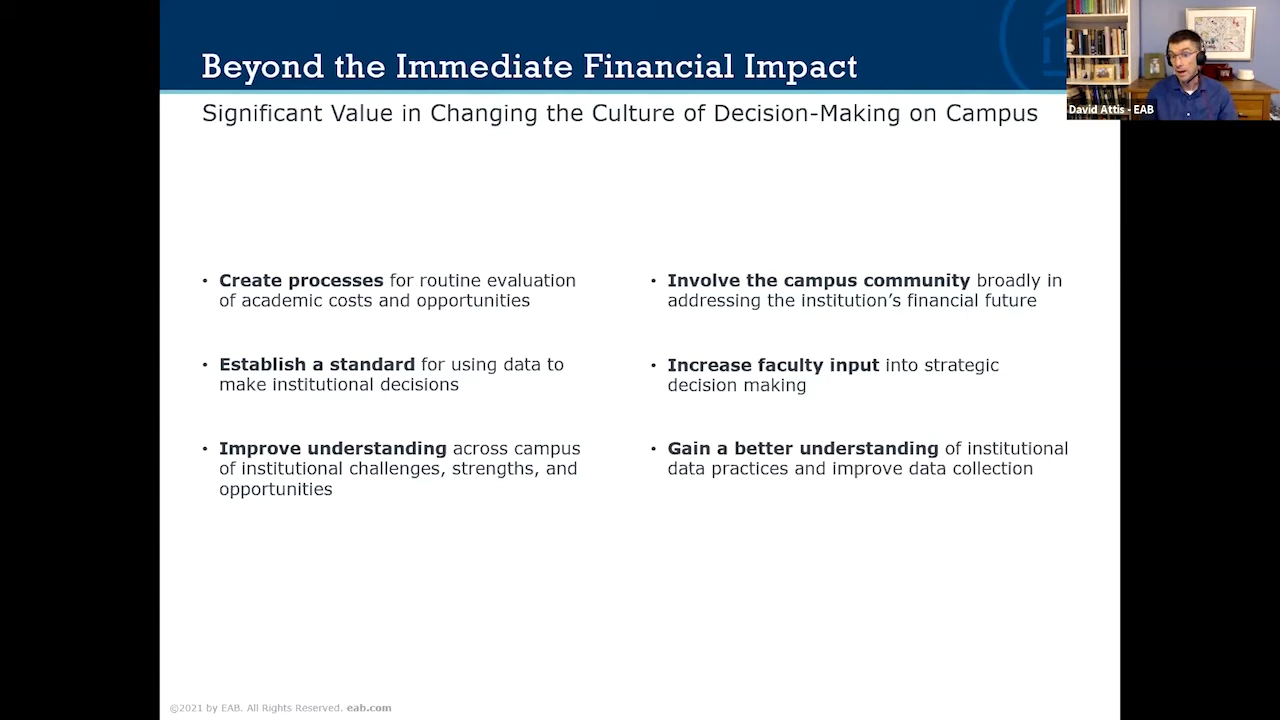 Beyond the Immediate Financial Impact
Significant Value in Changing the Culture of Decision-Making on Campus
David Attis - EAB
• Create processes for routine evaluation
of academic costs and opportunities
• Establish a standard for using data to
make institutional decisions
• Improve understanding across campus
of institutional challenges, strengths, and
opportunities
• Involve the campus community broadly in
addressing the institution's financial future
• Increase faculty input into strategic
decision making
• Gain a better understanding of institutional
data practices and improve data collection
©2021 by EAB. All Rights Reserved. eab.com